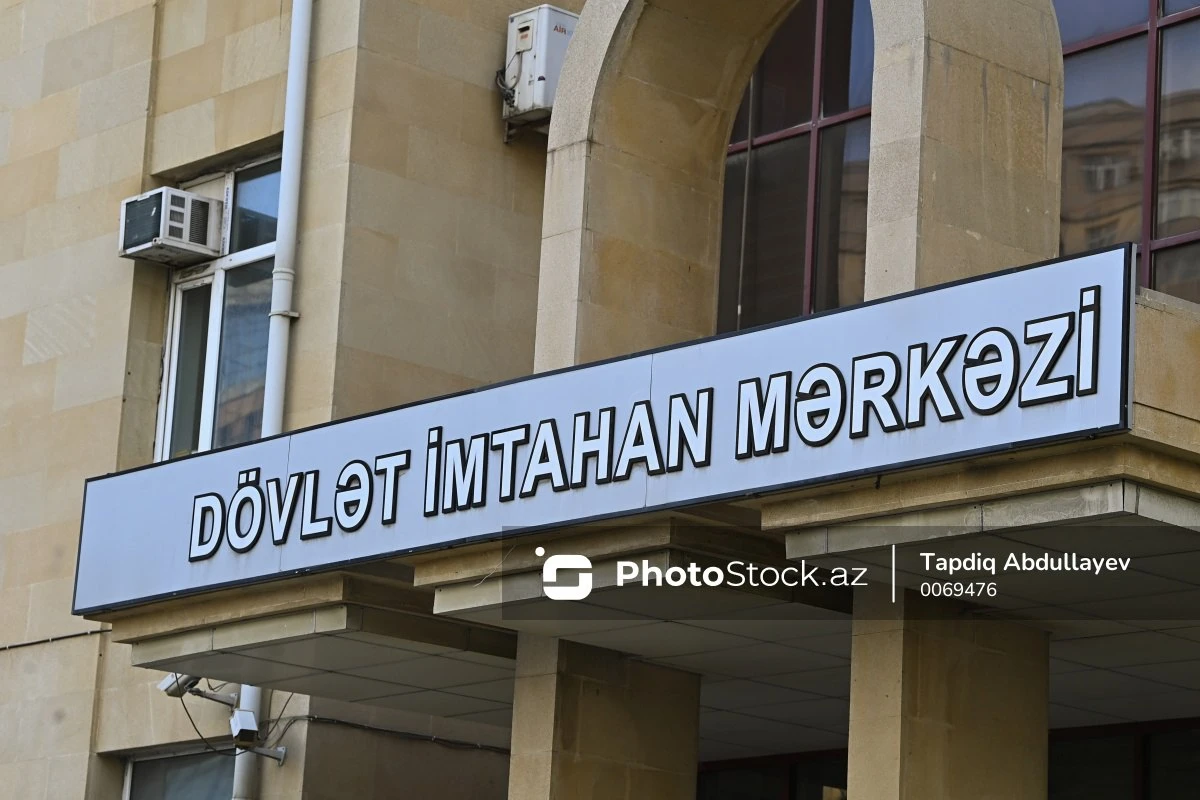 DÖVLƏT İMTAHAN MƏRKƏZİ
PhotoStock.az
Tapdiq Abdullayev
0069476